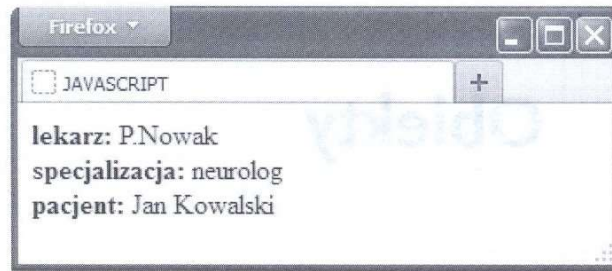 Firefox
JAVASCRIPT
+
lekarz: P.Nowak
specjalizacja: neurolog
pacjent: Jan Kowalski
Obiekty